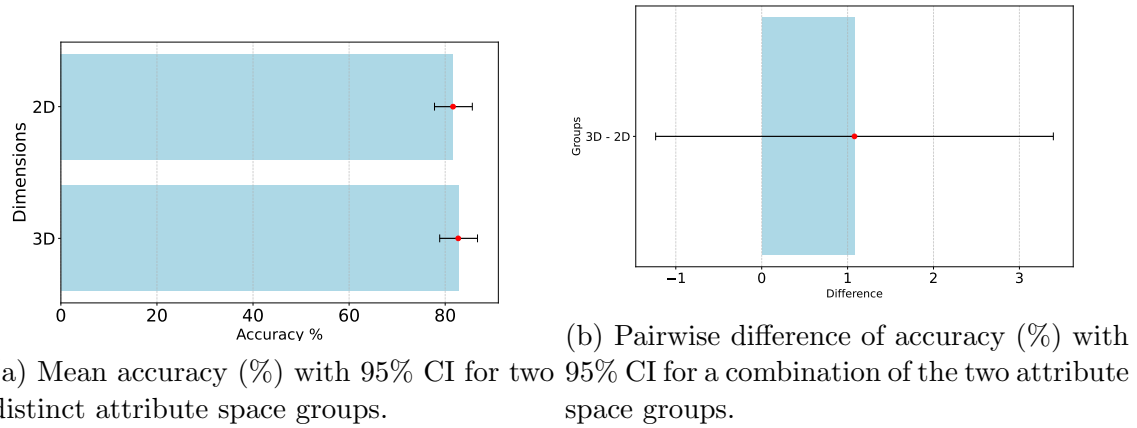 2D
3D
Dimensions
0 20 40 60 80
Accuracy %
a) Mean accuracy (%) with 95% CI for two
distinct attribute space groups.
Groups
3D - 2D
−1 0 1 2 3
Difference
(b) Pairwise difference of accuracy (%) with
95% CI for a combination of the two attribute
space groups.